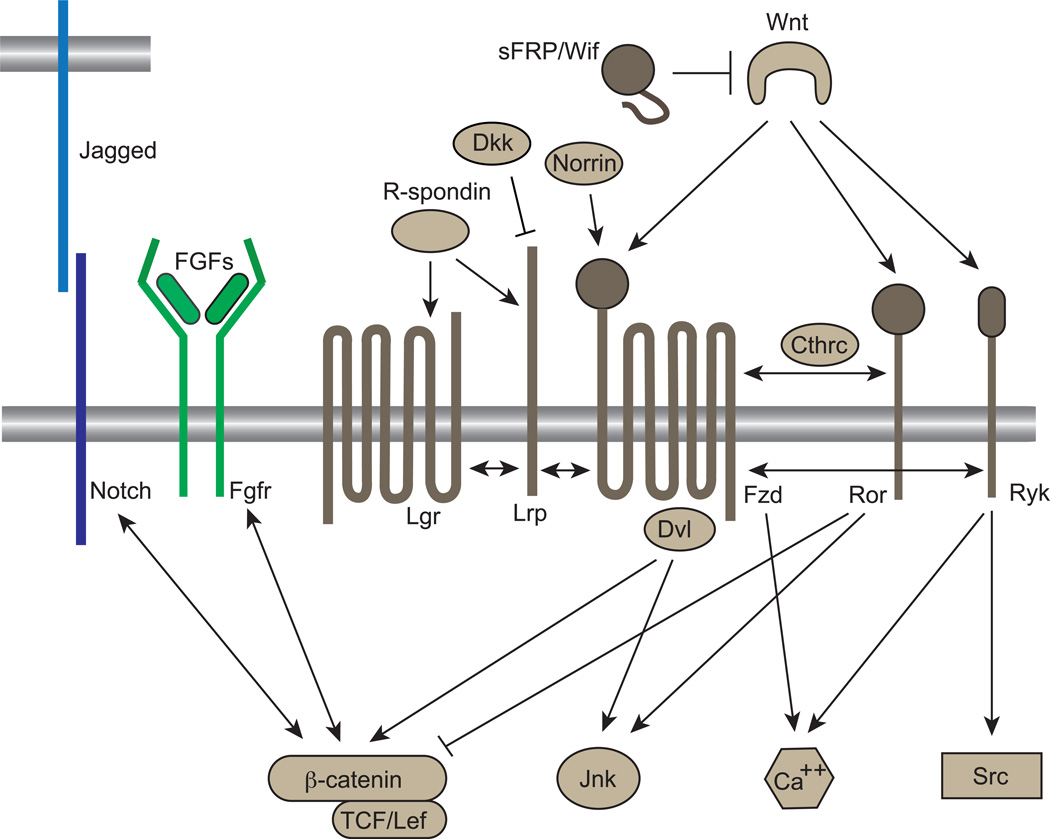 Wnt
sFRP/Wif
Jagged
Dkk
Norrin
R-spondin
FGFs
Cthrc
Notch
Fgfr
Lgr
Lrp
Dvl
Fzd
Ror
Ryk
β-catenin
TCF/Lef
Jnk
Ca++
Src